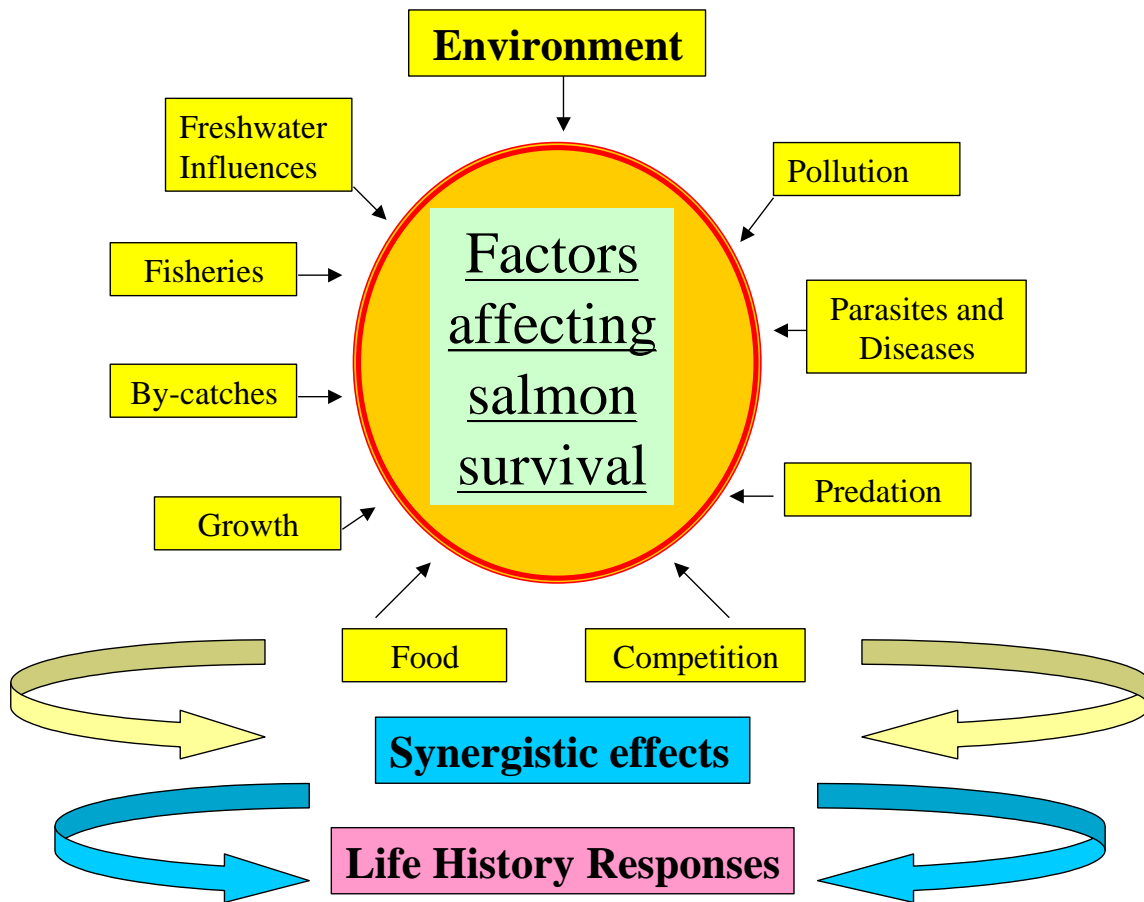 Environment
Freshwater
Influences
Pollution
Factors
affecting
salmon
survival
Fisheries
Parasites and
Diseases
By-catches
Predation
Growth
Food
Competition
Synergistic effects
Life History Responses